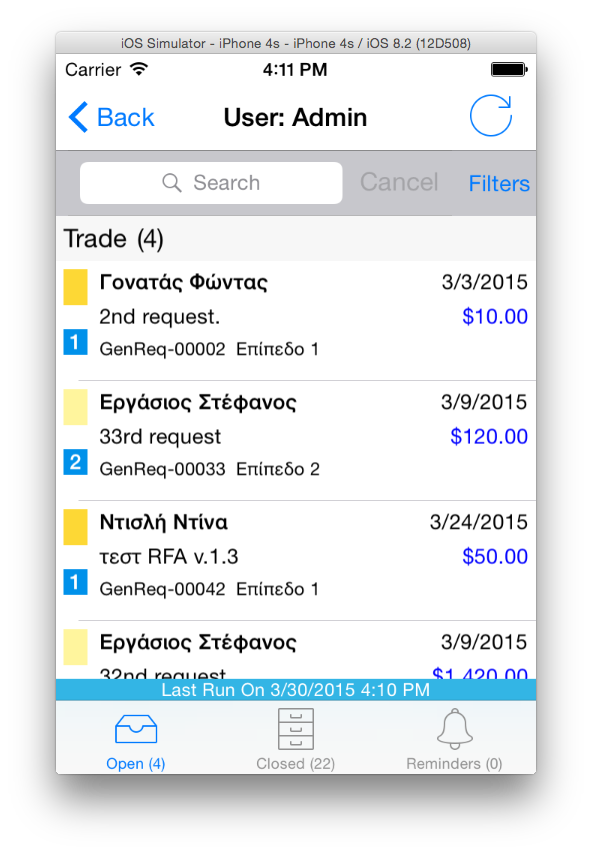 iOS Simulator - iPhone 4s - iPhone 4s / iOS 8.2 (12D508)
Carrier 4:11 PM
Back User: Admin
Search Cancel Filters
Trade (4)
Γονατάς Φώντας 3/3/2015
2nd request. $10.00
1 GenReq-00002 Επίπεδο 1
Εργάσιος Στέφανος 3/9/2015
33rd request $120.00
2 GenReq-00033 Επίπεδο 2
Ντισλή Ντίνα 3/24/2015
τεστ RFA v.1.3 $50.00
1 GenReq-00042 Επίπεδο 1
Εργάσιος Στέφανος 3/9/2015
32nd request $1,420.00
Last Run On 3/30/2015 4:10 PM
Open (4) Closed (22) Reminders (0)